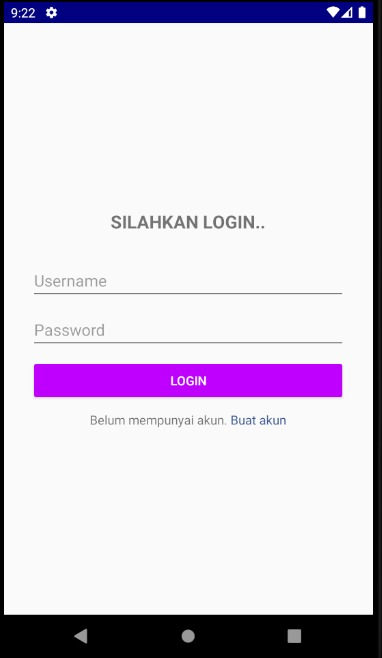 9:22
SILAHKAN LOGIN..
Username
Password
LOGIN
Belum mempunyai akun. Buat akun